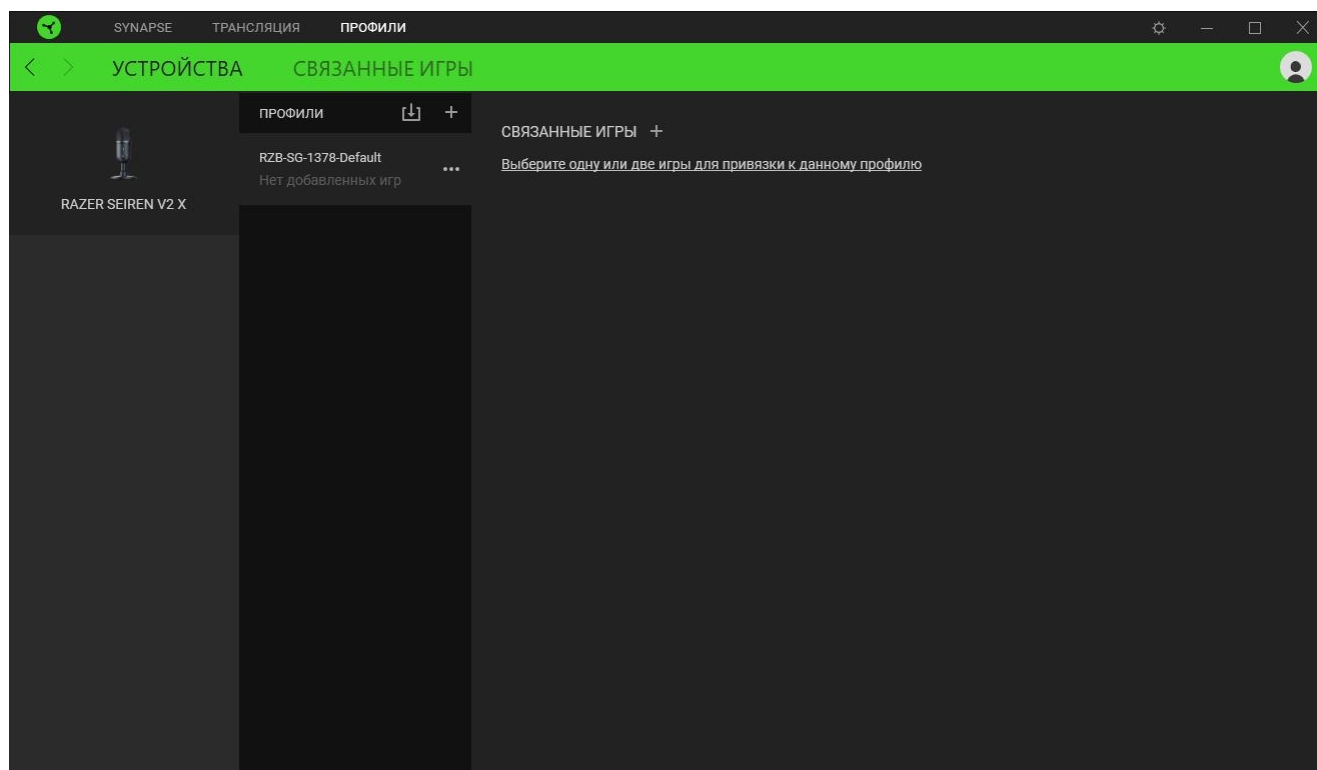 SYNAPSE ТРАНСЛЯЦИЯ ПРОФИЛИ
УСТРОЙСТВА СВЯЗАННЫЕ ИГРЫ
RAZER SEIREN V2 X
ПРОФИЛИ
RZB-SG-1378-Default
Нет добавленных игр
СВЯЗАННЫЕ ИГРЫ +
Выберите одну или две игры для привязки к данному профилю